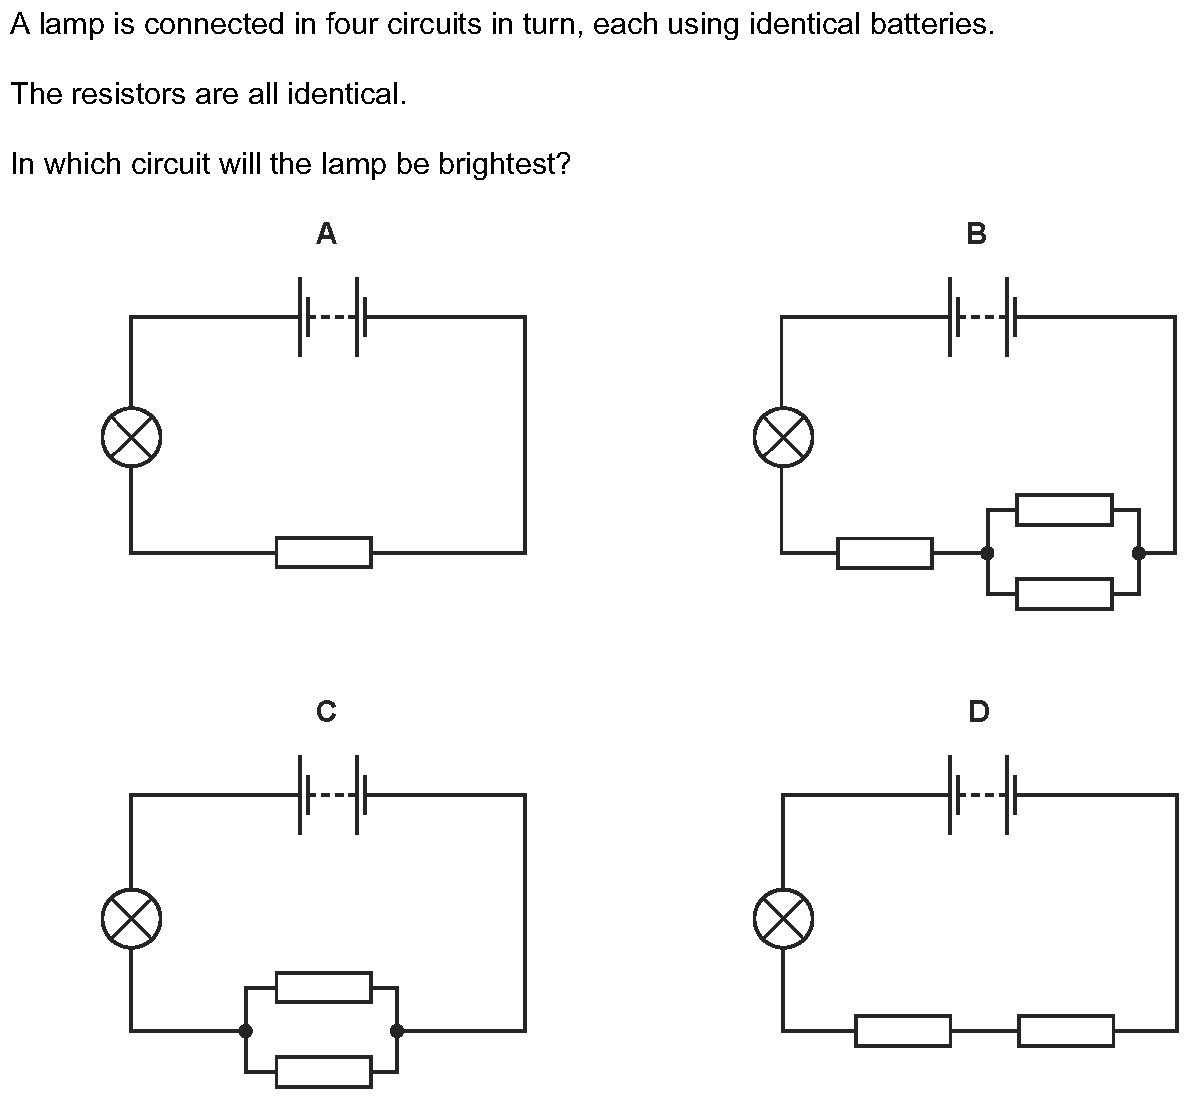 A lamp is connected in four circuits in turn, each using identical batteries.
The resistors are all identical.
In which circuit will the lamp be brightest?
A
B
C
D